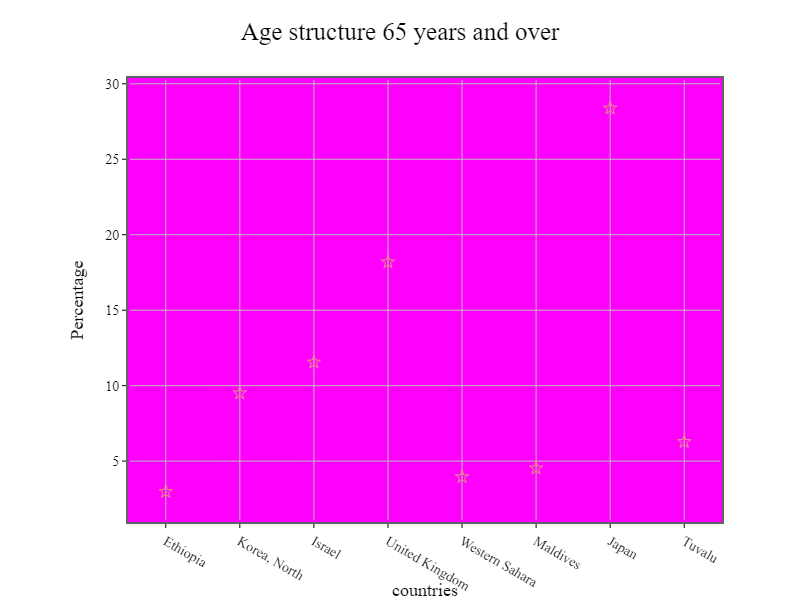 Age structure 65 years and over
Percentage
30
25
20
15
10
5
Ethiopia
Korea, North
Israel
United Kingdom
Western Sahara
Maldives
Japan
Tuvalu
countries